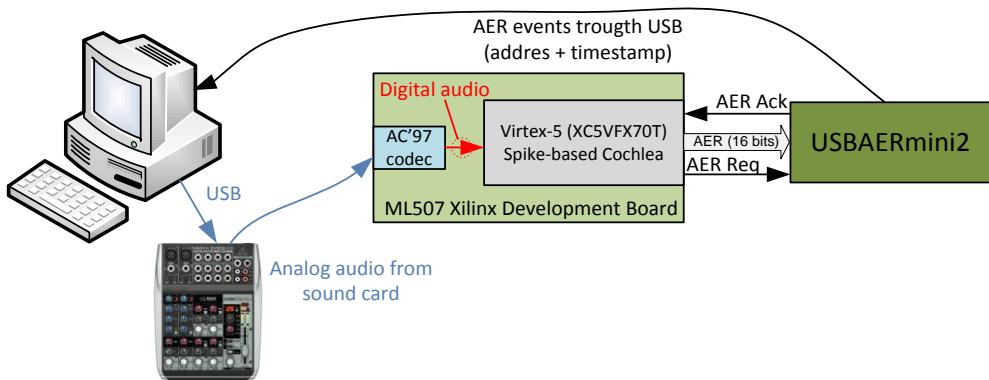 AER events trougth USB
(addres + timestamp)
Digital audio
AC'97
codec
Virtex-5 (XC5VFX70T)
Spike-based Cochlea
AER Ack
AER (16 bits)
AER Req
USBAERmini2
ML507 Xilinx Development Board
USB
Analog audio from
sound card